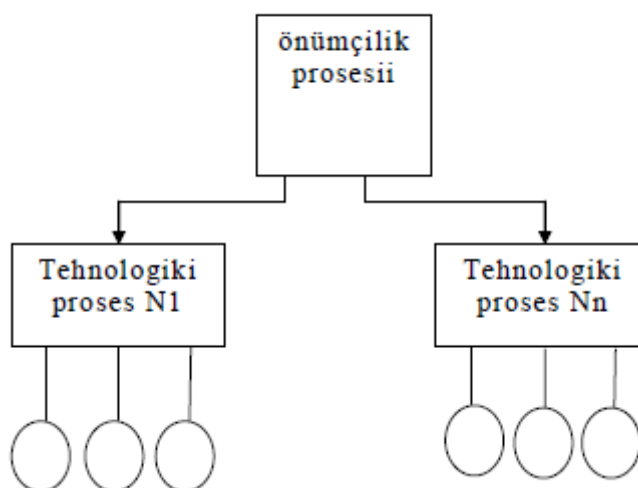 önümçilik
prosesii
Tehnologiki
proses N1
Tehnologiki
proses Nn